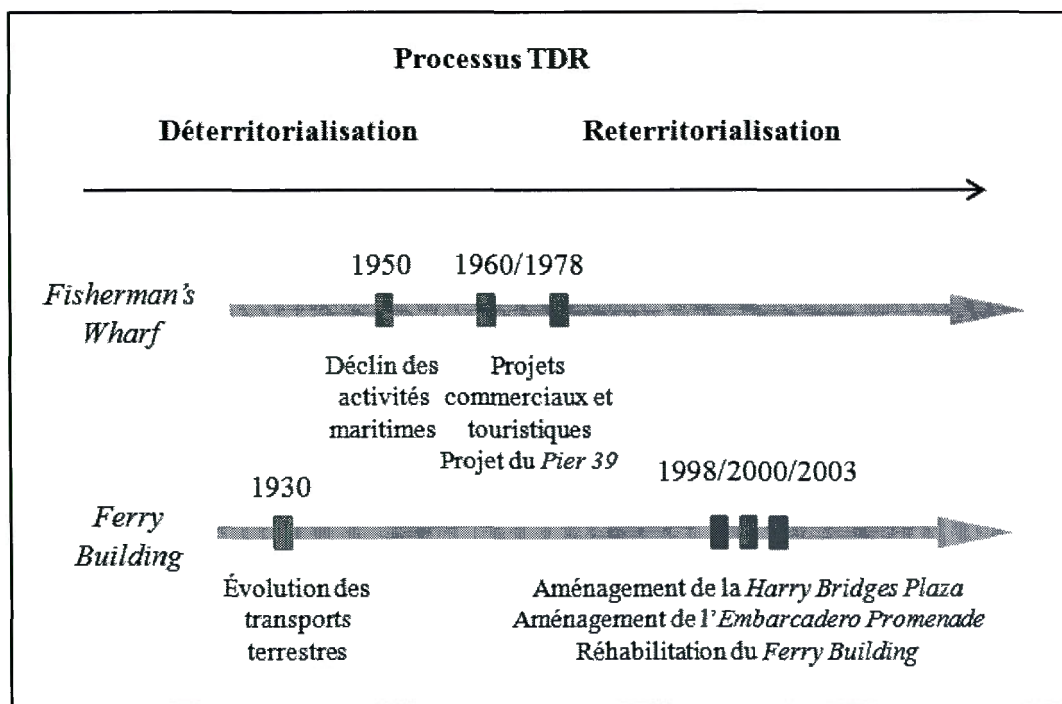 Processus TDR
Déterritorialisation Reterritorialisation
1950 1960/1978
Fisherman's
Wharf
Déclin des
activités
maritimes
Projets
commerciaux et
touristiques
Projet du Pier 39
1930
1998/2000/2003
Ferry
Building
Évolution des
transports
terrestres
Aménagement de la Harry Bridges Plaza
Aménagement de l'Embarcadero Promenade
Réhabilitation du Ferry Building